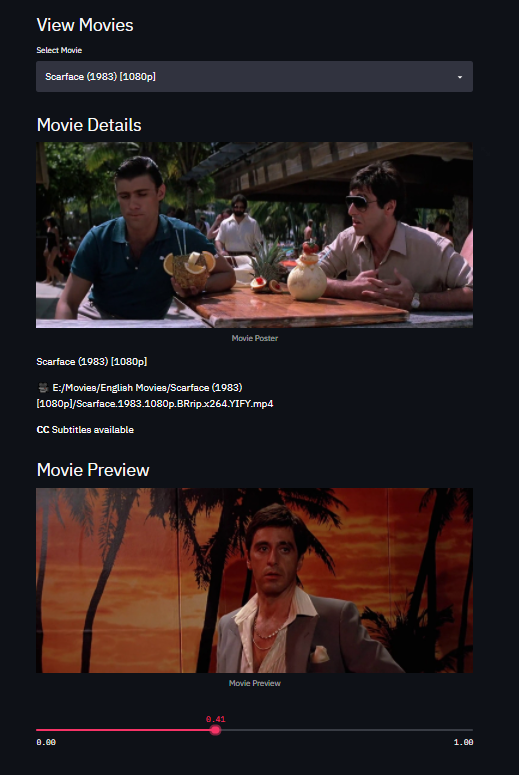 View Movies
Select Movie
Scarface (1983) [1080p]
Movie Details
Movie Poster
Scarface (1983) [1080p]
E:/Movies/English Movies/Scarface (1983)
[1080p]/Scarface.1983.1080p.BRrip.x264.YIFY.mp4
CC Subtitles available
Movie Preview
Movie Preview
0.41
0.00 1.00